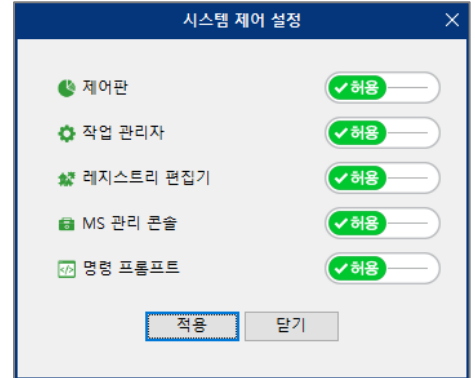 시스템 제어 설정
제어판 허용
작업 관리자 허용
레지스트리 편집기 허용
MS 관리 콘솔 허용
명령 프롬프트 허용
적용 닫기